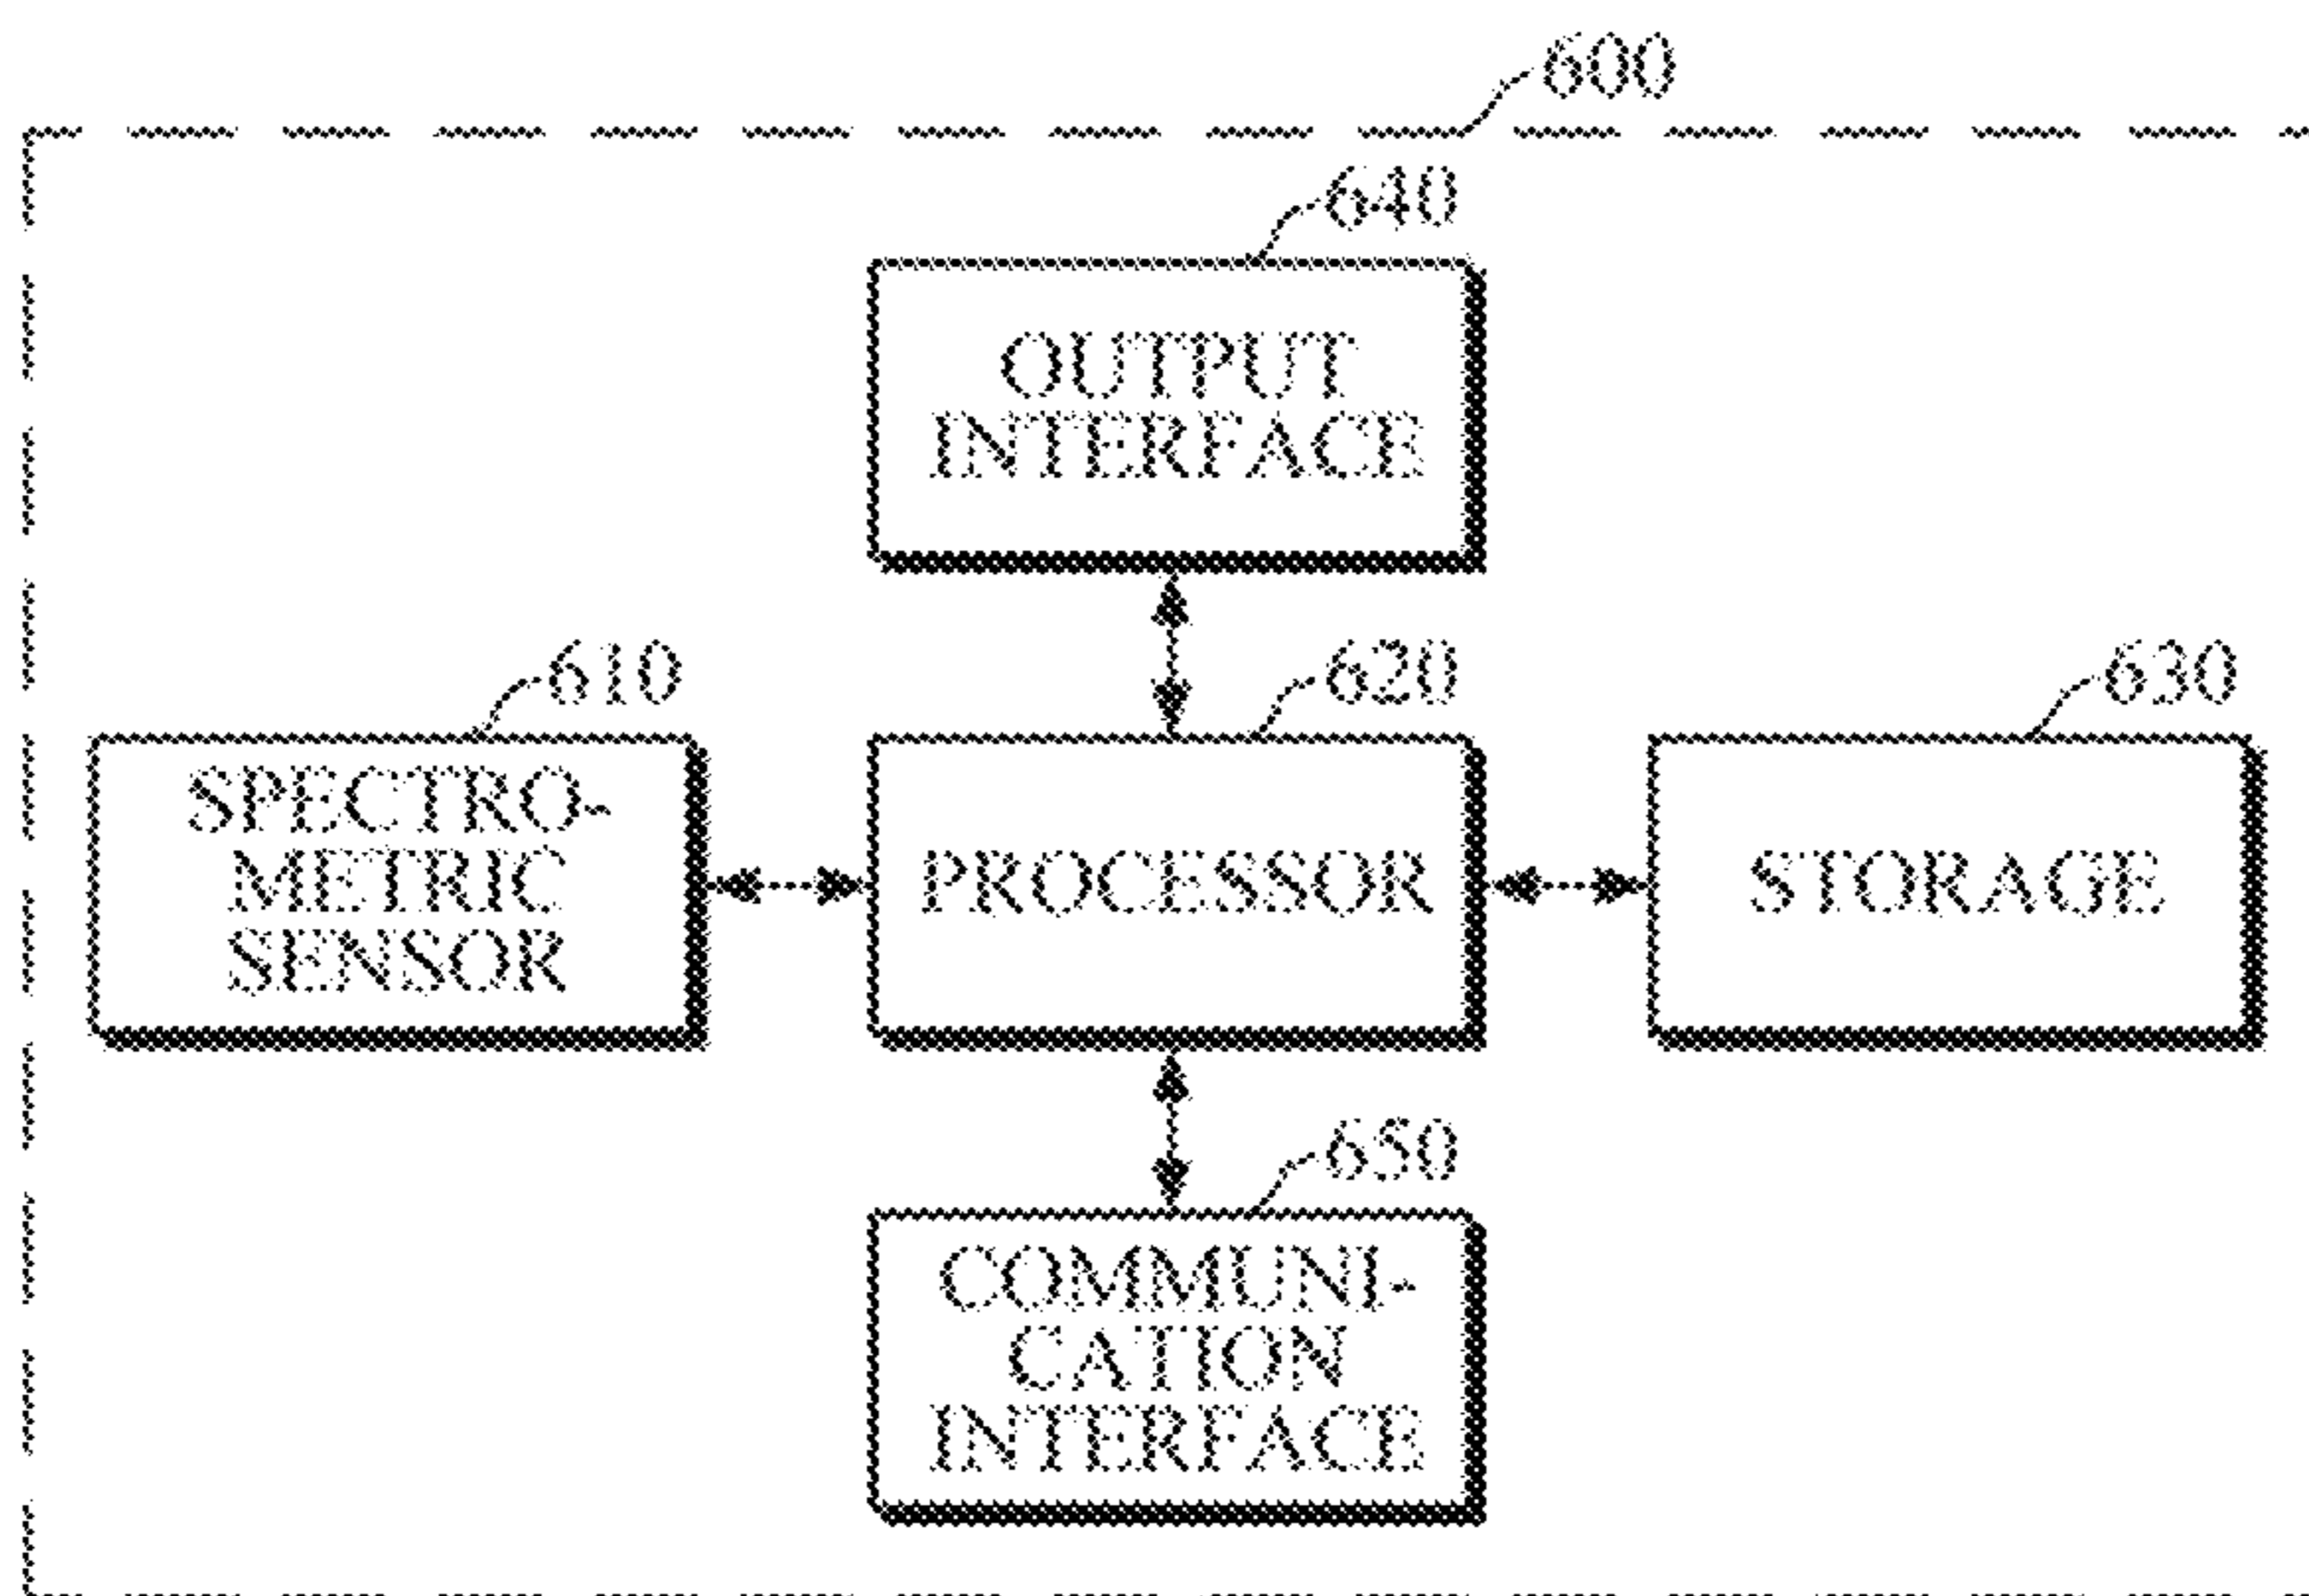 600
640
OUTPUT
INTERFACE
610
620
630
SPECTRO-
METRIC
SENSOR
PROCESSOR
STORAGE
650
COMMUNI-
CATION
INTERFACE